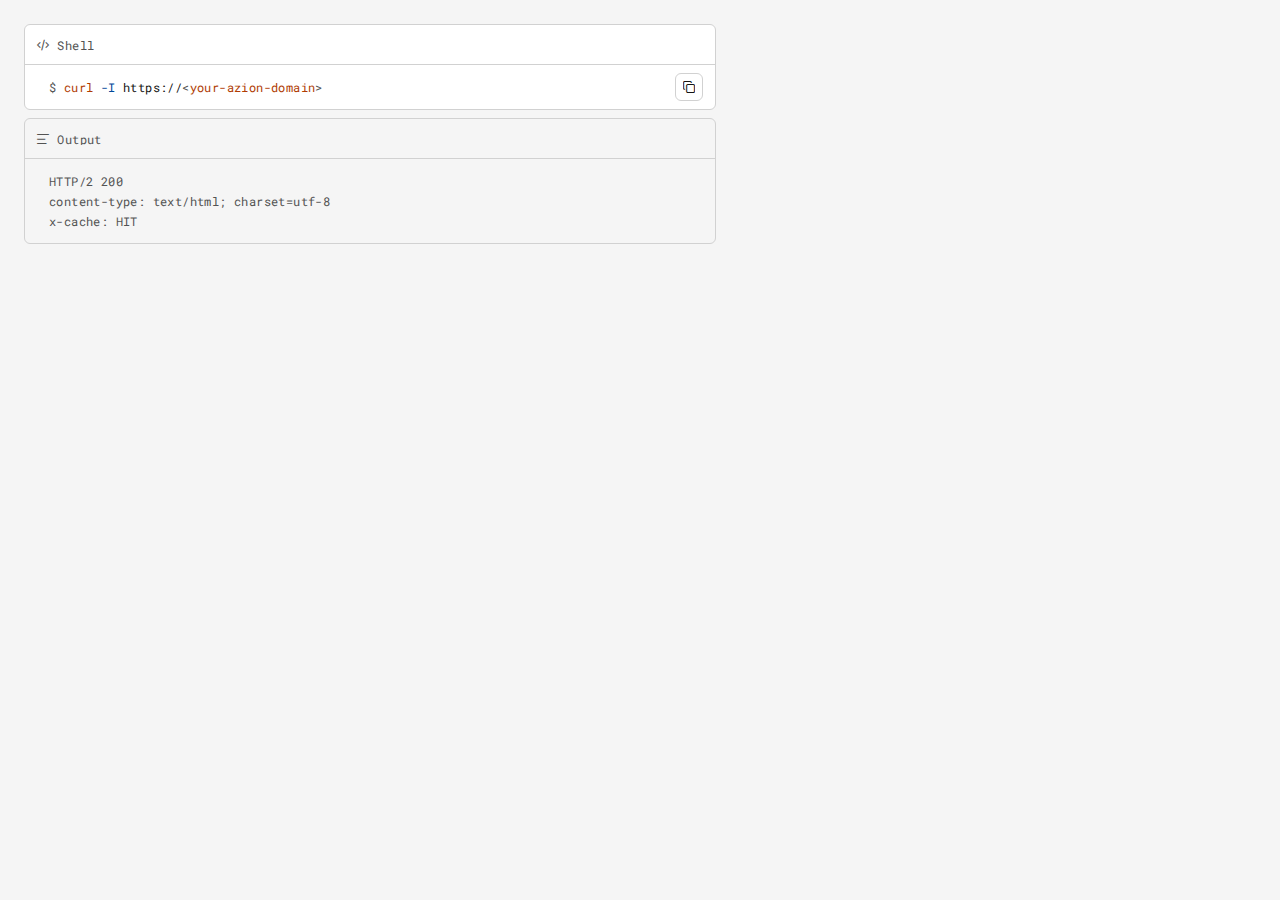 Shell
$ curl -I https://<your-azion-domain>
Output
HTTP/2 200
content-type: text/html; charset=utf-8
x-cache: HIT